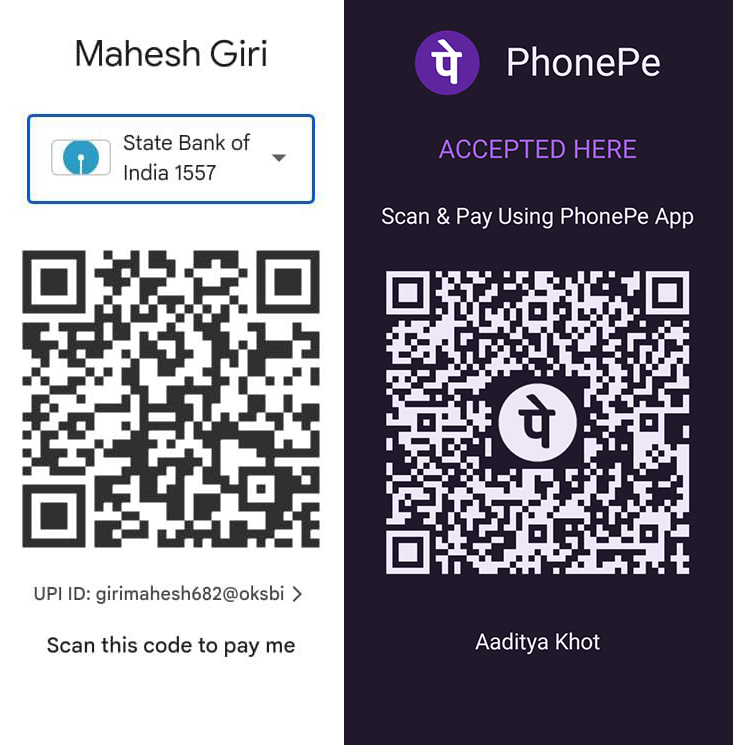 Mahesh Giri
State Bank of
India 1557
UPI ID: girimahesh682@oksbi
Scan this code to pay me
पे PhonePe
ACCEPTED HERE
Scan & Pay Using PhonePe App
पे
Aaditya Khot